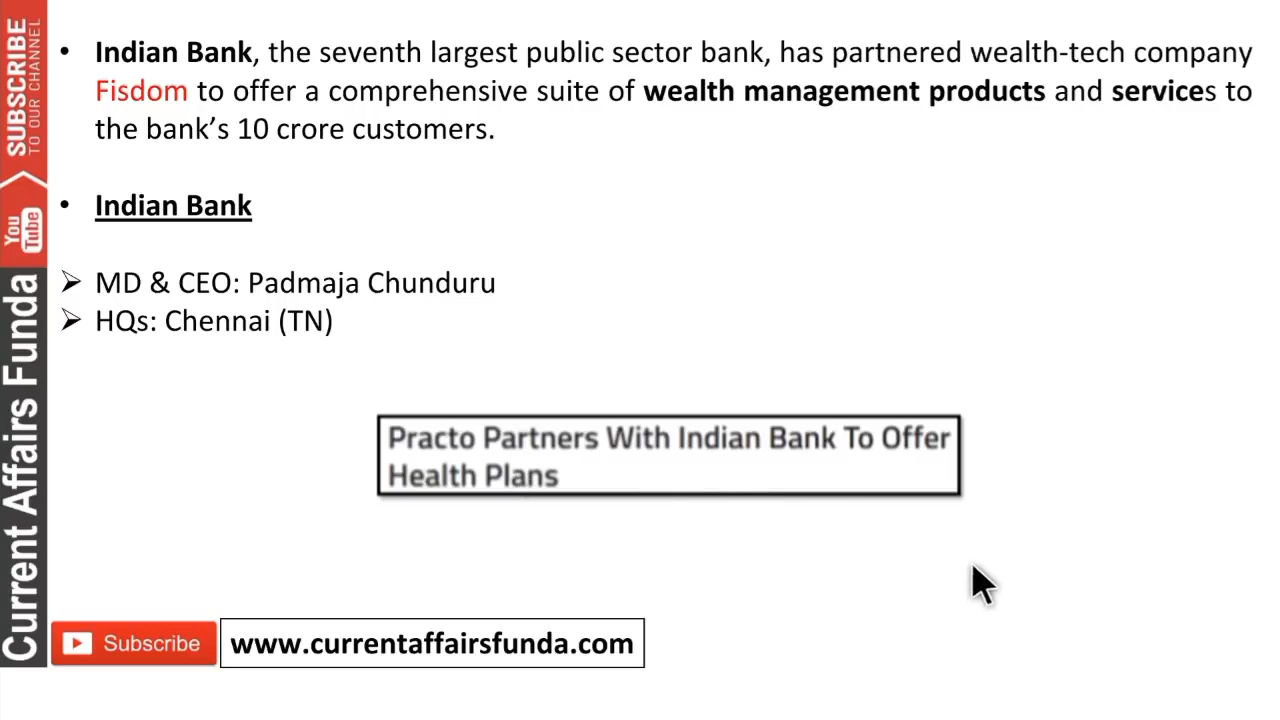 SUBSCRIBE
TO OUR CHANNEL
You
Tube
Current Affairs Funda
• Indian Bank, the seventh largest public sector bank, has partnered wealth-tech company
Fisdom to offer a comprehensive suite of wealth management products and services to
the bank’s 10 crore customers.
• Indian Bank
➢ MD & CEO: Padmaja Chunduru
➢ HQs: Chennai (TN)
Practo Partners With Indian Bank To Offer
Health Plans
Subscribe
www.currentaffairsfunda.com